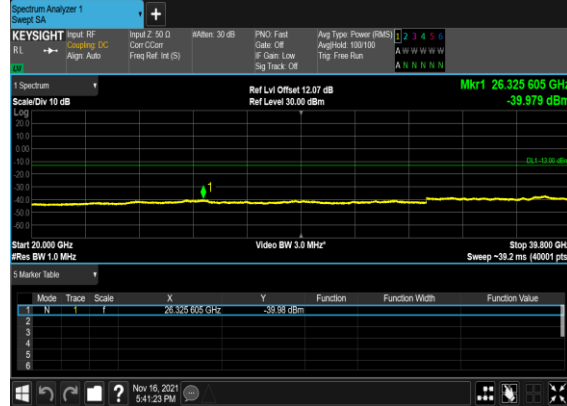 Spectrum Analyzer 1
Swept SA
+
KEYSIGHT Input: RF Input Z: 50 Ω #Atten: 30 dB PNO: Fast Avg Type: Power (RMS) 1 2 3 4 5 6
RL Coupling: DC Corr CCorr Gate: Off Avg|Hold: 100/100 A W W W W W
Align: Auto Freq Ref: Int (S) IF Gain: Low Trig: Free Run
Sig Track: Off A N N N N N
1 Spectrum Ref Lvl Offset 12.07 dB Mkr1 26.325 605 GHz
Scale/Div 10 dB Ref Level 30.00 dBm -39.979 dBm
Log
20.0
10.0
0.00
-10.0
DL1 -13.00 dBm
-20.0
-30.0
1
-40.0
-50.0
-60.0
Start 20.000 GHz Video BW 3.0 MHz* Stop 39.800 GHz
#Res BW 1.0 MHz Sweep ~39.2 ms (40001 pts)
5 Marker Table
Mode Trace Scale X Y Function Function Width Function Value
1 N 1 f 26.325 605 GHz -39.98 dBm
2
3
4
5
6
? Nov 16, 2021
5:41:23 PM